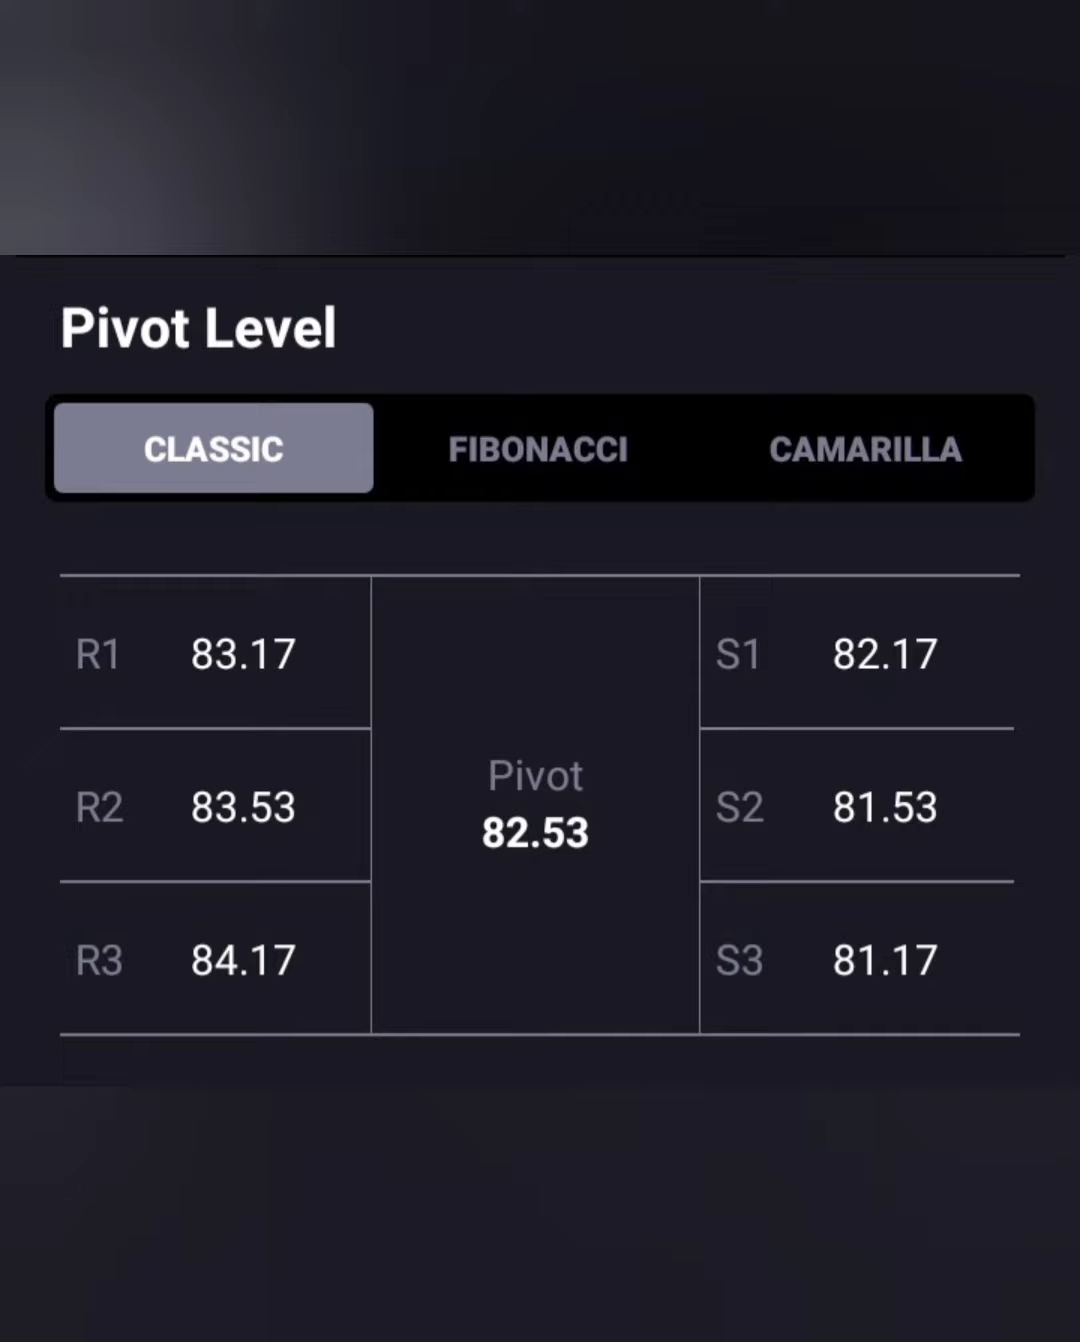 Pivot Level
CLASSIC FIBONACCI CAMARILLA
R1 83.17
R2 83.53
R3 84.17
Pivot
82.53
S1 82.17
S2 81.53
S3 81.17